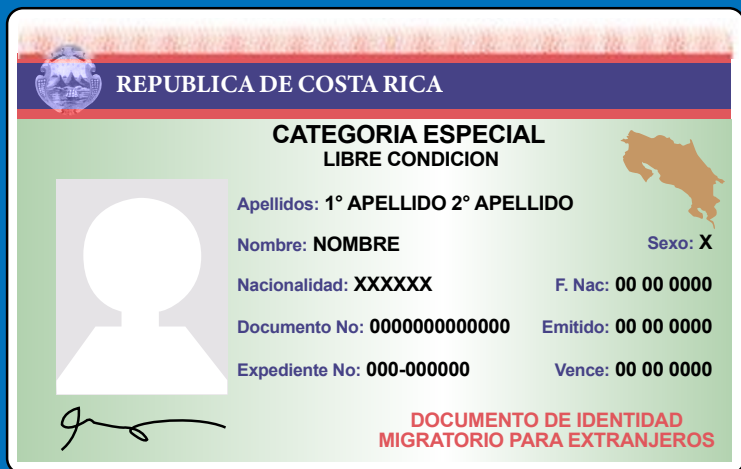 REPUBLICA DE COSTA RICA
CATEGORIA ESPECIAL
LIBRE CONDICION
Apellidos: 1° APELLIDO 2° APELLIDO
Nombre: NOMBRE Sexo: X
Nacionalidad: XXXXXX F. Nac: 00 00 0000
Documento No: 0000000000000 Emitido: 00 00 0000
Expediente No: 000-000000 Vence: 00 00 0000
DOCUMENTO DE IDENTIDAD
MIGRATORIO PARA EXTRANJEROS